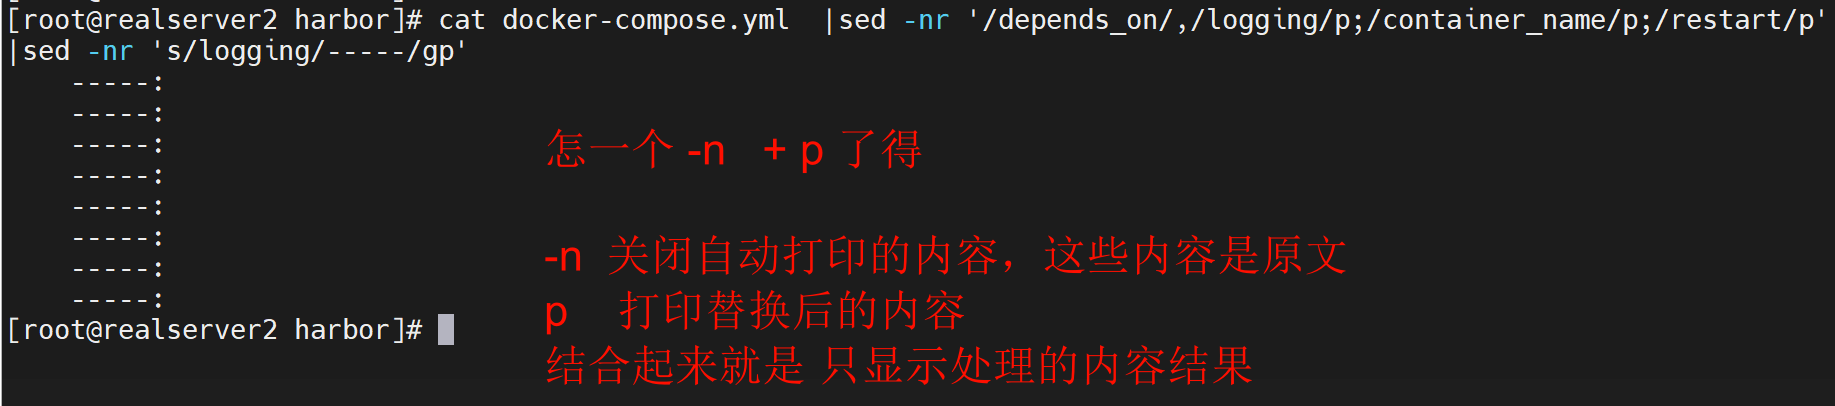 [root@realserver2 harbor]# cat docker-compose.yml  |sed -nr '/depends_on/,/logging/p;/container_name/p;/restart/p'
|sed -nr 's/logging/-----/gp'
    -----:
    -----:
    -----:
    -----:
    -----:
    -----:
    -----:
    -----:
[root@realserver2 harbor]#
怎一个 -n + p 了得
-n 关闭自动打印的内容，这些内容是原文
p 打印替换后的内容
结合起来就是 只显示处理的内容结果